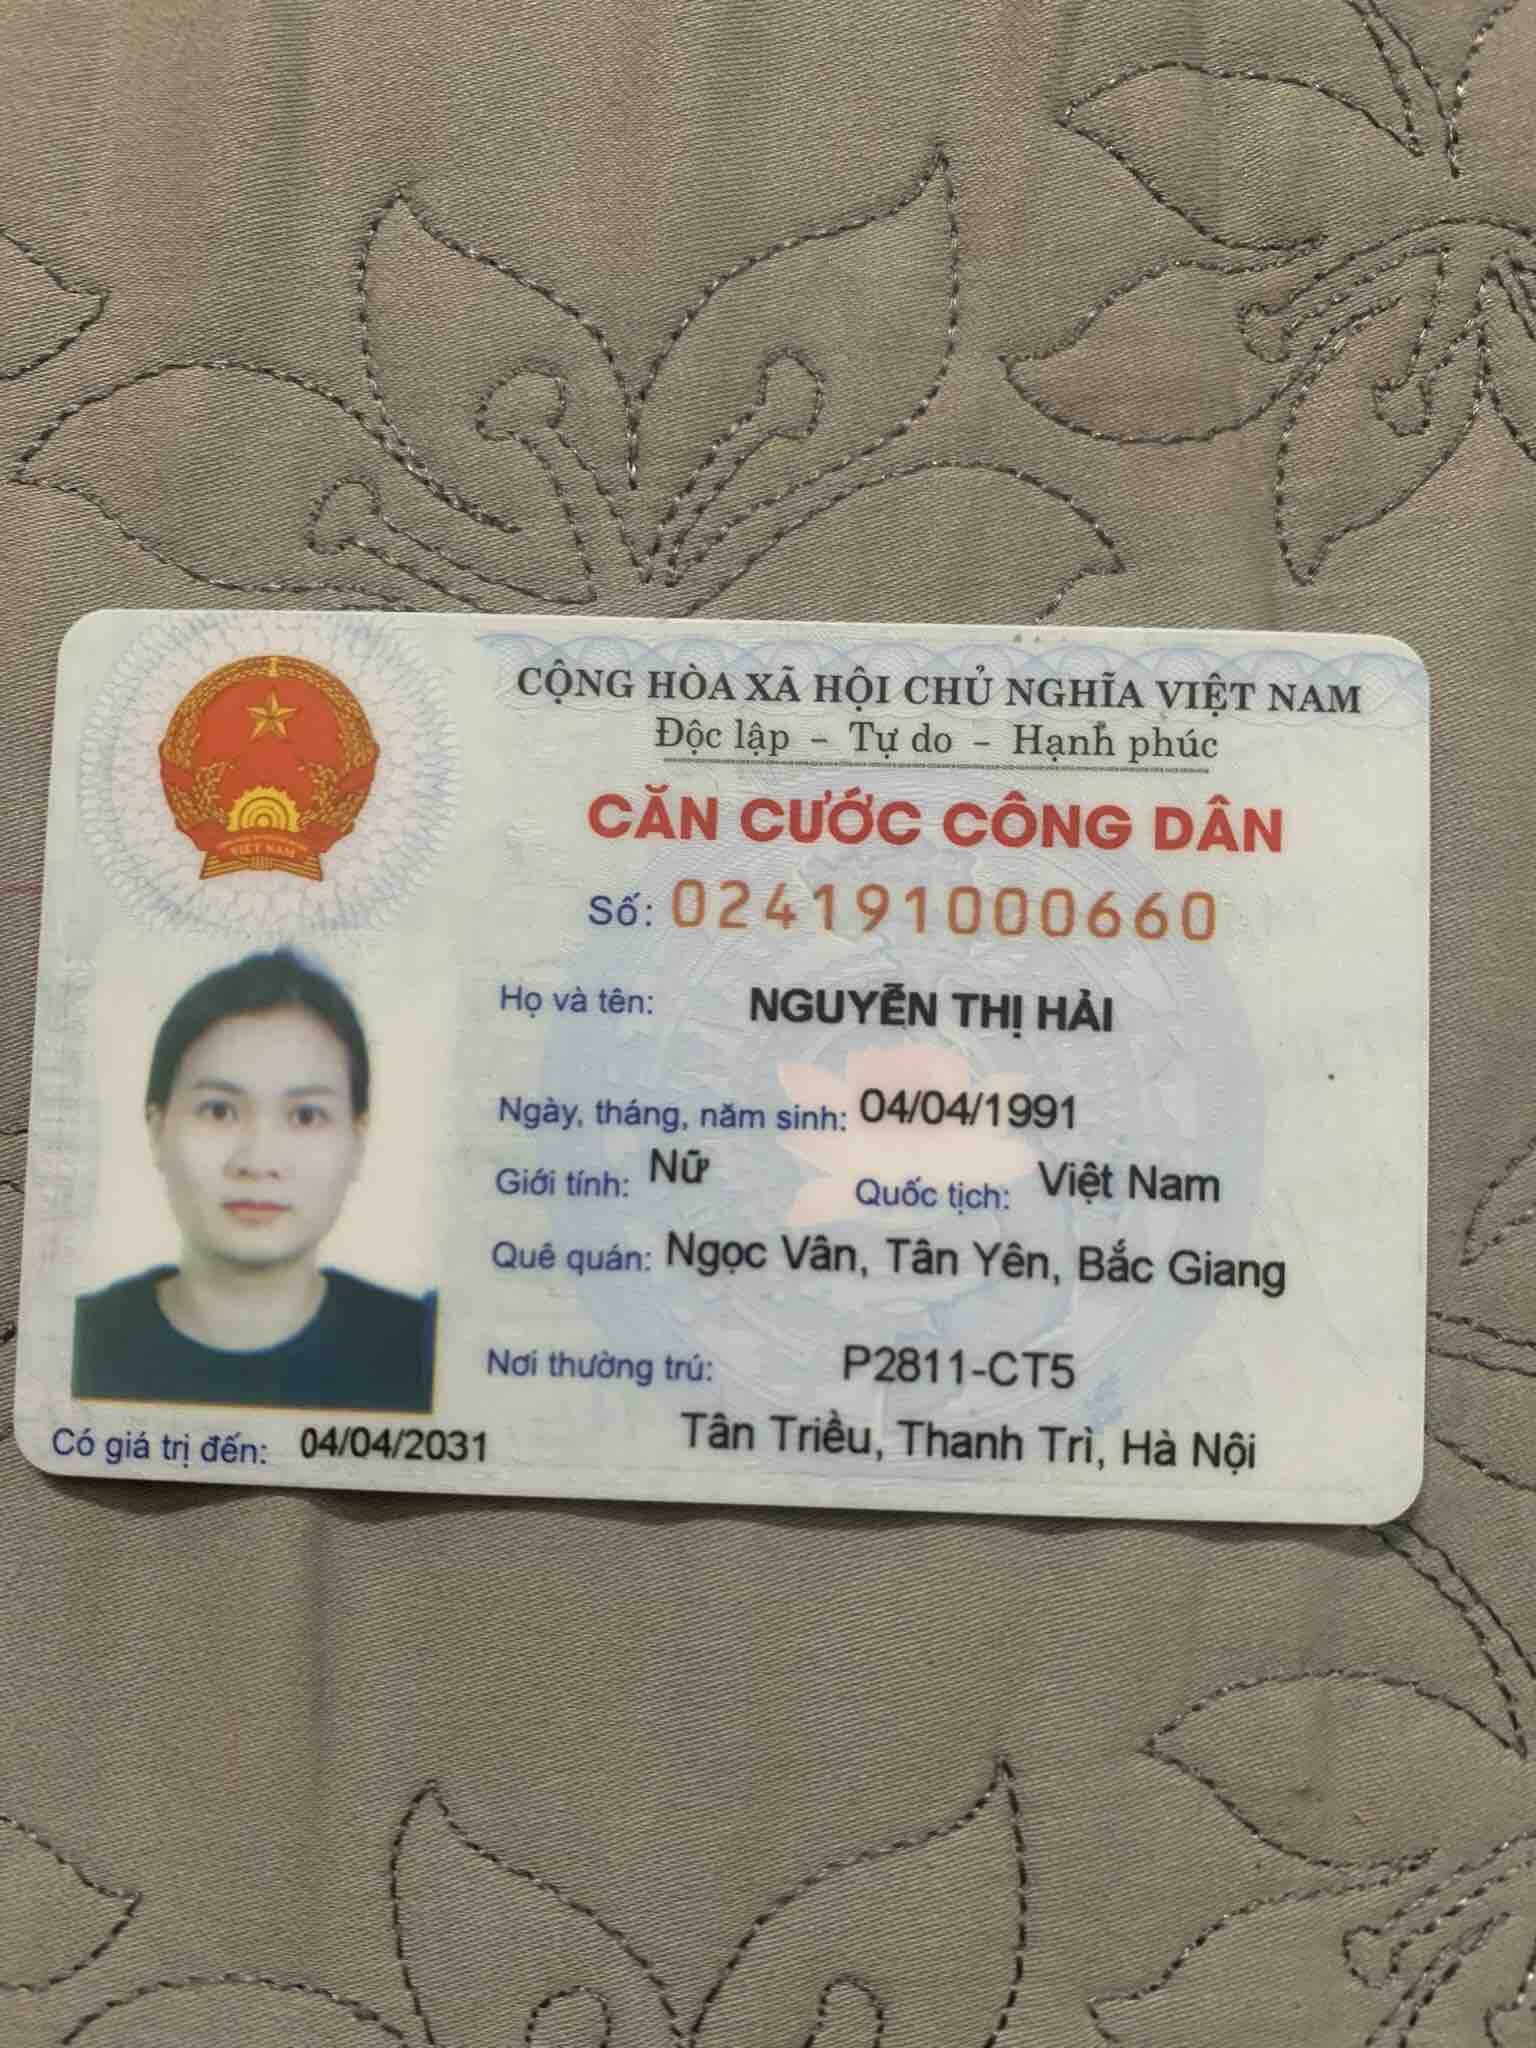 CỘNG HÒA XÃ HỘI CHỦ NGHĨA VIỆT NAM
Độc lập - Tự do - Hạnh phúc
CĂN CƯỚC CÔNG DÂN
Số: 024191000660
Họ và tên: NGUYỄN THỊ HẢI
Ngày, tháng, năm sinh: 04/04/1991
Giới tính: Nữ Quốc tịch: Việt Nam
Quê quán: Ngọc Vân, Tân Yên, Bắc Giang
Nơi thường trú: P2811-CT5
Tân Triều, Thanh Trì, Hà Nội
Có giá trị đến: 04/04/2031
VIỆT NAM